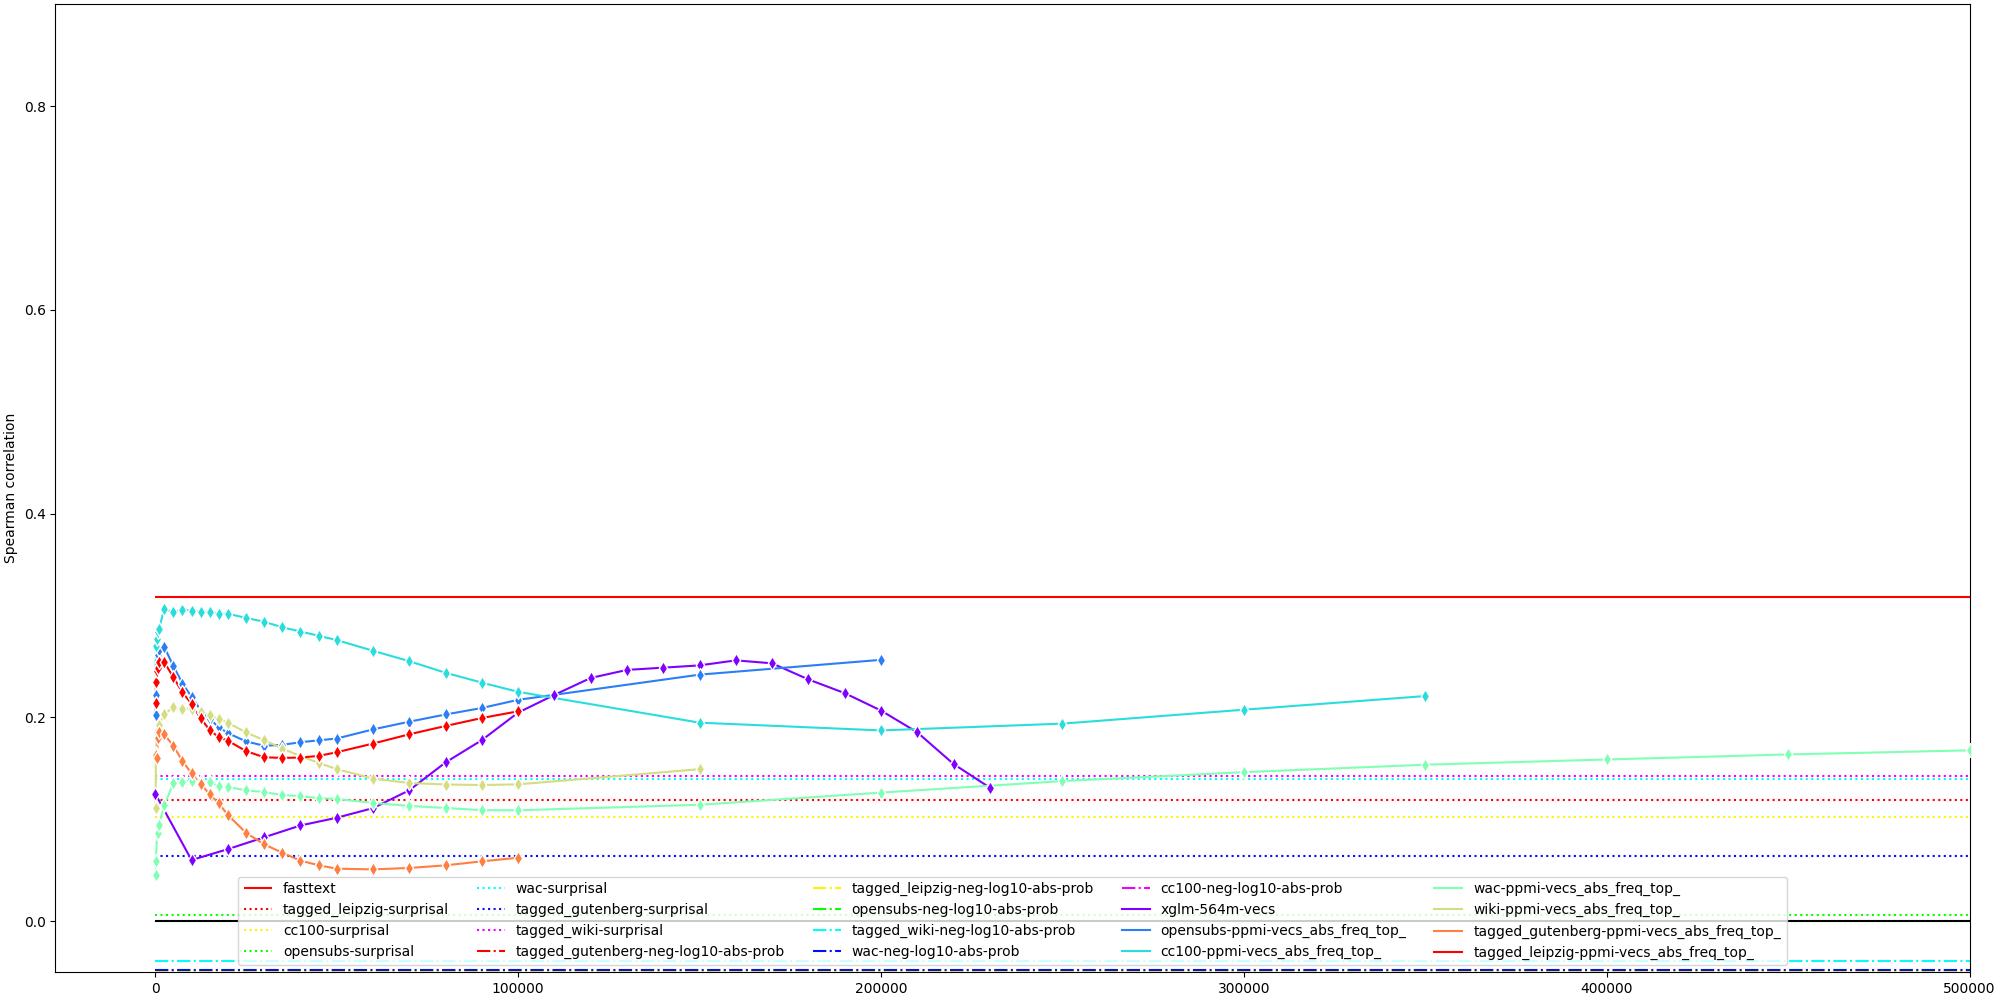 0.8
0.6
0.4
0.2
0.0
Spearman correlation
fasttext
tagged_leipzig-surprisal
cc100-surprisal
opensubs-surprisal
wac-surprisal
tagged_gutenberg-surprisal
tagged_wiki-surprisal
tagged_gutenberg-neg-log10-abs-prob
tagged_leipzig-neg-log10-abs-prob
opensubs-neg-log10-abs-prob
tagged_wiki-neg-log10-abs-prob
wac-neg-log10-abs-prob
cc100-neg-log10-abs-prob
xglm-564m-vecs
opensubs-ppmi-vecs_abs_freq_top_
cc100-ppmi-vecs_abs_freq_top_
wac-ppmi-vecs_abs_freq_top_
wiki-ppmi-vecs_abs_freq_top_
tagged_gutenberg-ppmi-vecs_abs_freq_top_
tagged_leipzig-ppmi-vecs_abs_freq_top_
0 100000 200000 300000 400000 500000